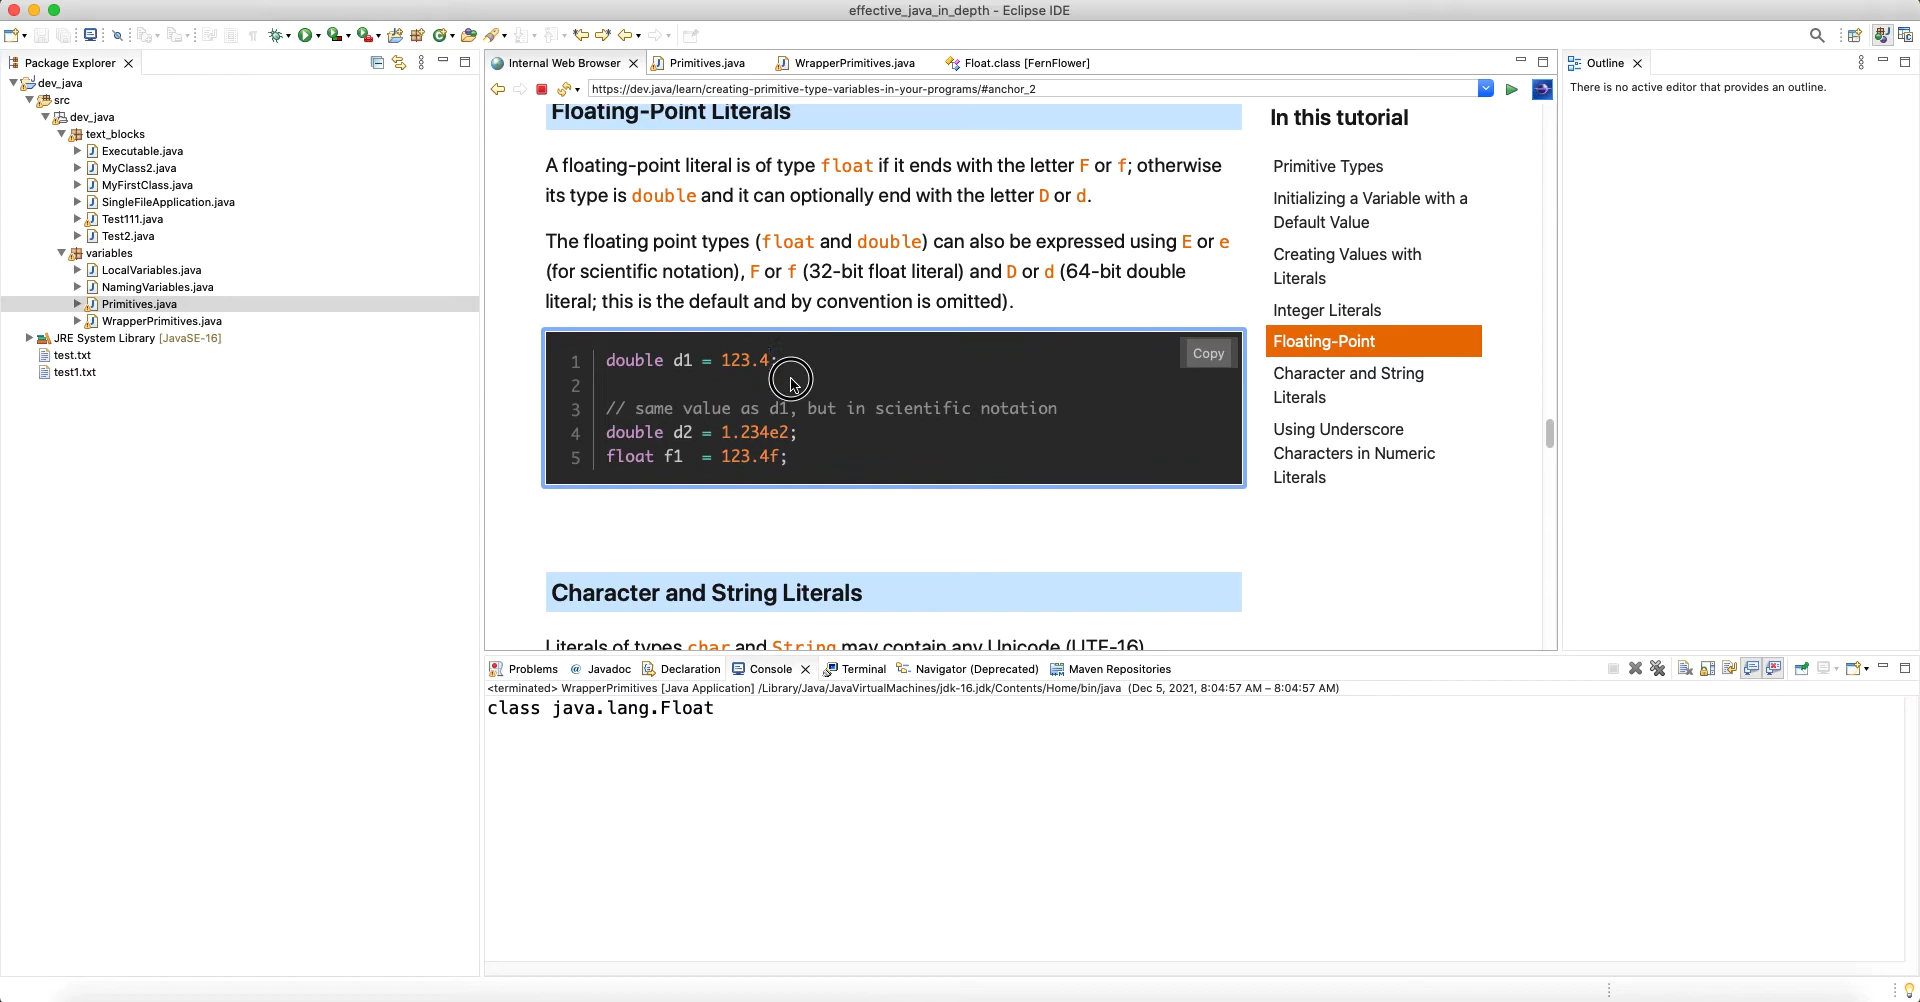 effective_java_in_depth - Eclipse IDE
Package Explorer
dev_java
src
dev_java
text_blocks
Executable.java
MyClass2.java
MyFirstClass.java
SingleFileApplication.java
Test111.java
Test2.java
variables
LocalVariables.java
NamingVariables.java
Primitives.java
WrapperPrimitives.java
JRE System Library [JavaSE-16]
test.txt
test1.txt
Internal Web Browser
Primitives.java
WrapperPrimitives.java
Float.class [FernFlower]
https://dev.java/learn/creating-primitive-type-variables-in-your-programs/#anchor_2
Floating-Point Literals
A floating-point literal is of type float if it ends with the letter F or f; otherwise
its type is double and it can optionally end with the letter D or d.
The floating point types (float and double) can also be expressed using E or e
(for scientific notation), F or f (32-bit float literal) and D or d (64-bit double
literal; this is the default and by convention is omitted).
Copy
1 double d1 = 123.4;
2
3 // same value as d1, but in scientific notation
4 double d2 = 1.234e2;
5 float f1  = 123.4f;
Character and String Literals
Literals of types char and String may contain any Unicode (UTF-16)
In this tutorial
Primitive Types
Initializing a Variable with a
Default Value
Creating Values with
Literals
Integer Literals
Floating-Point
Character and String
Literals
Using Underscore
Characters in Numeric
Literals
Outline
There is no active editor that provides an outline.
Problems
@ Javadoc
Declaration
Console
Terminal
Navigator (Deprecated)
Maven Repositories
<terminated> WrapperPrimitives [Java Application] /Library/Java/JavaVirtualMachines/jdk-16.jdk/Contents/Home/bin/java (Dec 5, 2021, 8:04:57 AM – 8:04:57 AM)
class java.lang.Float